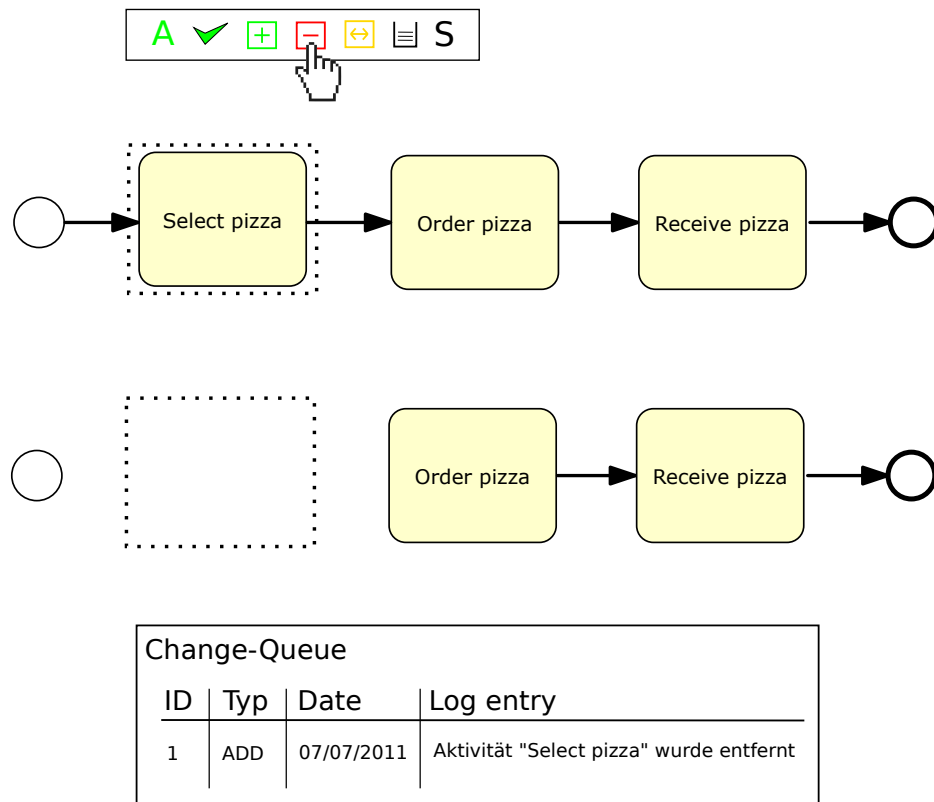 A S
Select pizza
Order pizza
Receive pizza
Order pizza
Receive pizza
Change-Queue
ID Typ Date Log entry
1 ADD 07/07/2011 Aktivität "Select pizza" wurde entfernt